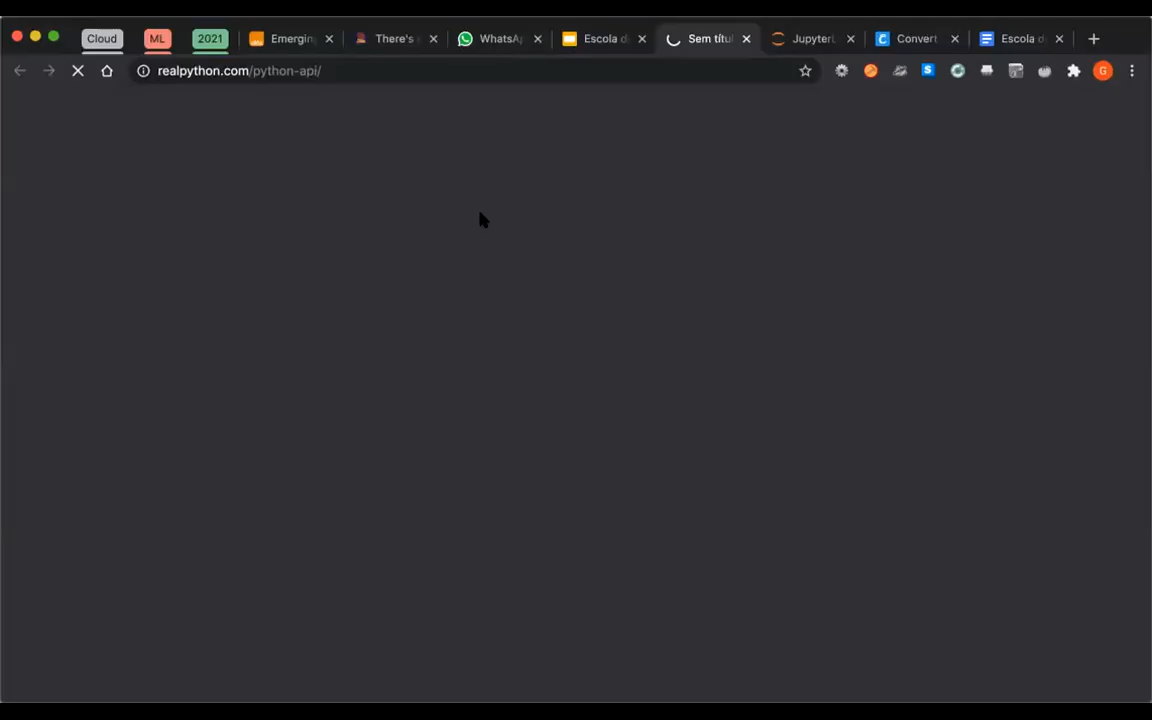 Cloud ML 2021 Emerging There's WhatsAp Escola d Sem títul JupyterL Convert Escola d
realpython.com/python-api/
S G